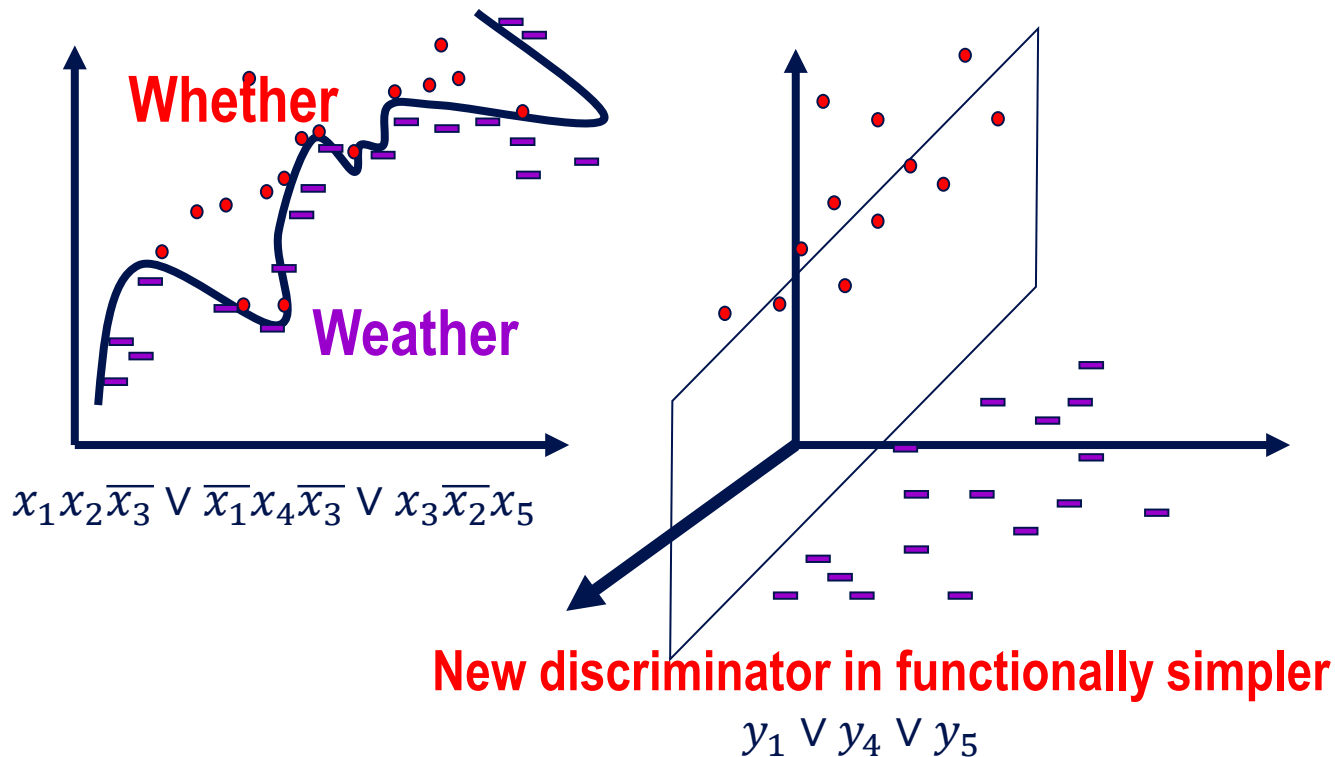 Whether
Weather
x₁x₂x̅₃ ∨ x̅₁x₄x̅₃ ∨ x₃x̅₂x₅
New discriminator in functionally simpler
y₁ ∨ y₄ ∨ y₅